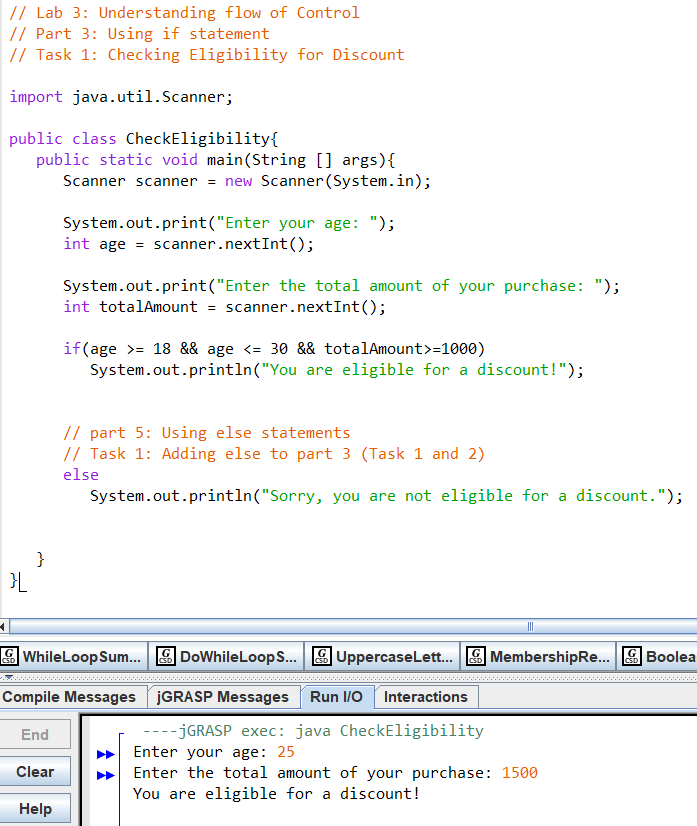 // Lab 3: Understanding flow of Control
// Part 3: Using if statement
// Task 1: Checking Eligibility for Discount
import java.util.Scanner;
public class CheckEligibility{
public static void main(String [] args){
Scanner scanner = new Scanner(System.in);
System.out.print("Enter your age: ");
int age = scanner.nextInt();
System.out.print("Enter the total amount of your purchase: ");
int totalAmount = scanner.nextInt();
if(age >= 18 && age <= 30 && totalAmount>=1000)
System.out.println("You are eligible for a discount!");
// part 5: Using else statements
// Task 1: Adding else to part 3 (Task 1 and 2)
else
System.out.println("Sorry, you are not eligible for a discount.");
}
}
G CSD WhileLoopSum... G CSD DoWhileLoopS... G CSD UppercaseLett... G CSD MembershipRe... G CSD Boolea
Compile Messages jGRASP Messages Run I/O Interactions
End
Clear
Help
----jGRASP exec: java CheckEligibility
Enter your age: 25
Enter the total amount of your purchase: 1500
You are eligible for a discount!